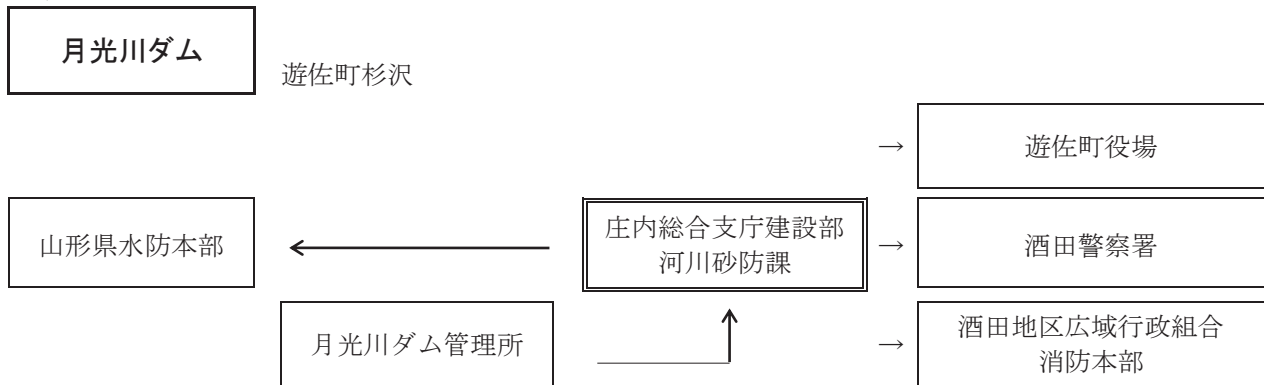 月光川ダム
遊佐町杉沢
→
遊佐町役場
山形県水防本部
庄内総合支庁建設部
河川砂防課
→
酒田警察署
月光川ダム管理所
→
酒田地区広域行政組合
消防本部